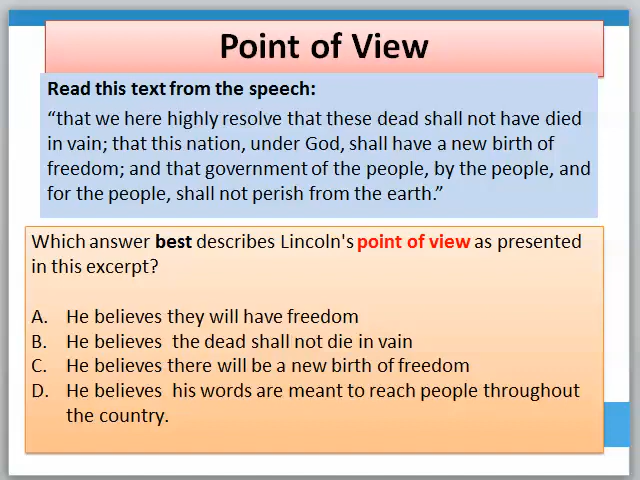 Point of View
Read this text from the speech:
“that we here highly resolve that these dead shall not have died
in vain; that this nation, under God, shall have a new birth of
freedom; and that government of the people, by the people, and
for the people, shall not perish from the earth.”
Which answer best describes Lincoln's point of view as presented
in this excerpt?
A. He believes they will have freedom
B. He believes the dead shall not die in vain
C. He believes there will be a new birth of freedom
D. He believes his words are meant to reach people throughout
the country.